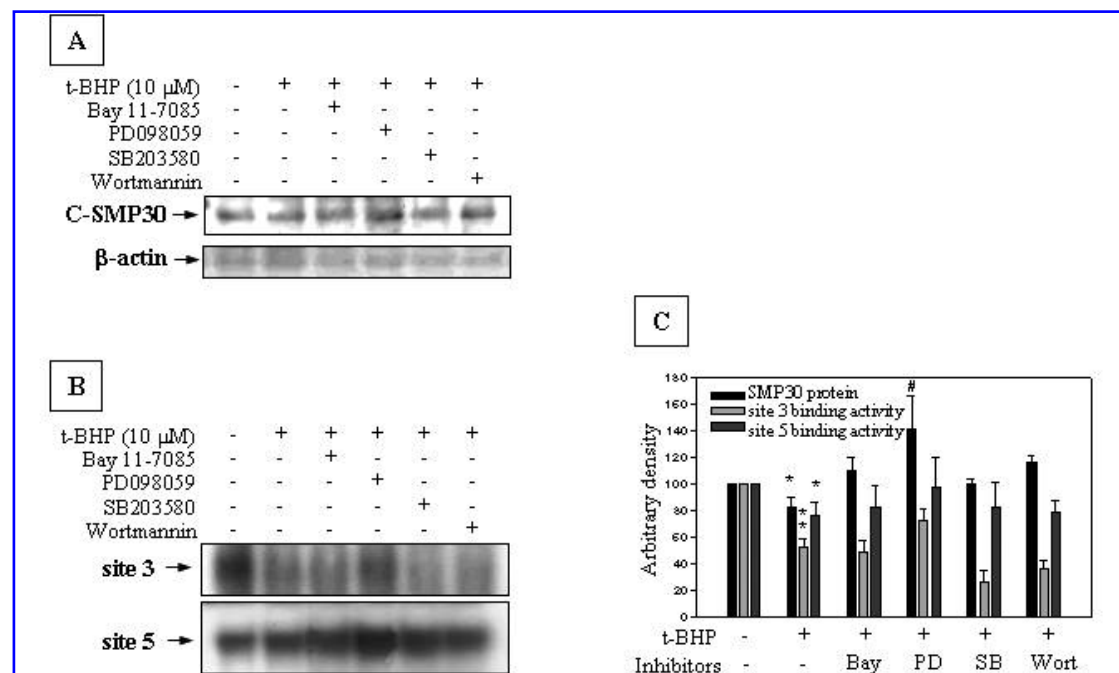 A
t-BHP (10 μM) - + + + + +
Bay 11-7085 - - + - - -
PD098059 - - - + - -
SB203580 - - - - + -
Wortmannin - - - - - +
C-SMP30 →
β-actin →
B
t-BHP (10 μM) - + + + + +
Bay 11-7085 - - + - - -
PD098059 - - - + - -
SB203580 - - - - + -
Wortmannin - - - - - +
site 3 →
site 5 →
C
180
160
140
120
100
80
60
40
20
0
Arbitrary density
SMP30 protein
site 3 binding activity
site 5 binding activity
#
* * *
*
t-BHP - + + + + +
Inhibitors - - Bay PD SB Wort